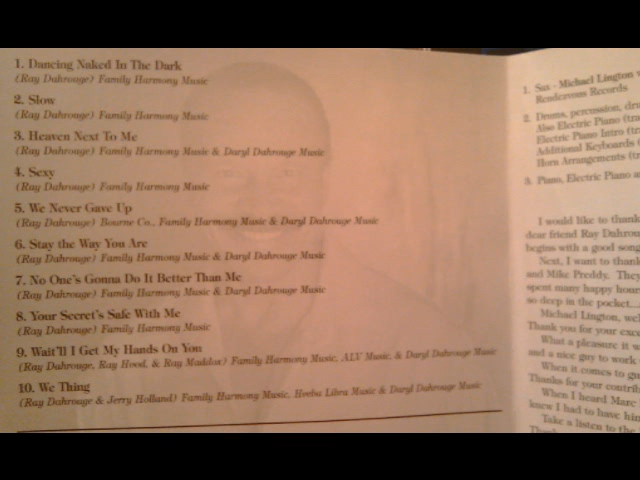 1. Dancing Naked In The Dark
(Ray Dahrouge) Family Harmony Music
2. Slow
(Ray Dahrouge) Family Harmony Music
3. Heaven Next To Me
(Ray Dahrouge) Family Harmony Music & Daryl Dahrouge Music
4. Sexy
(Ray Dahrouge) Family Harmony Music
5. We Never Gave Up
(Ray Dahrouge) Bourne Co., Family Harmony Music & Daryl Dahrouge Music
6. Stay the Way You Are
(Ray Dahrouge) Family Harmony Music & Daryl Dahrouge Music
7. No One's Gonna Do It Better Than Me
(Ray Dahrouge) Family Harmony Music & Daryl Dahrouge Music
8. Your Secret's Safe With Me
(Ray Dahrouge) Family Harmony Music
9. Wait'll I Get My Hands On You
(Ray Dahrouge, Ray Hood, & Ray Maddox) Family Harmony Music, ALV Music, & Daryl Dahrouge Music
10. We Thing
(Ray Dahrouge & Jerry Holland) Family Harmony Music, Heeba Libra Music & Daryl Dahrouge Music
1. Sax - Michael Lington
Rendezvous Records
2. Drums, percussion,
Also Electric Piano
Electric Piano Intro
Additional Keyboards
Horn Arrangements
3. Piano, Electric Piano
I would like to thank
dear friend Ray
begins with a good song
Next, I want to thank
and Mike Preddy. They
spent many happy hour
so deep in the pocket...
Michael Lington,
Thank you for your
What a pleasure it
and a nice guy to work
When it comes to
Thanks for your
When I heard Marc
knew I had to have
Take a listen to the